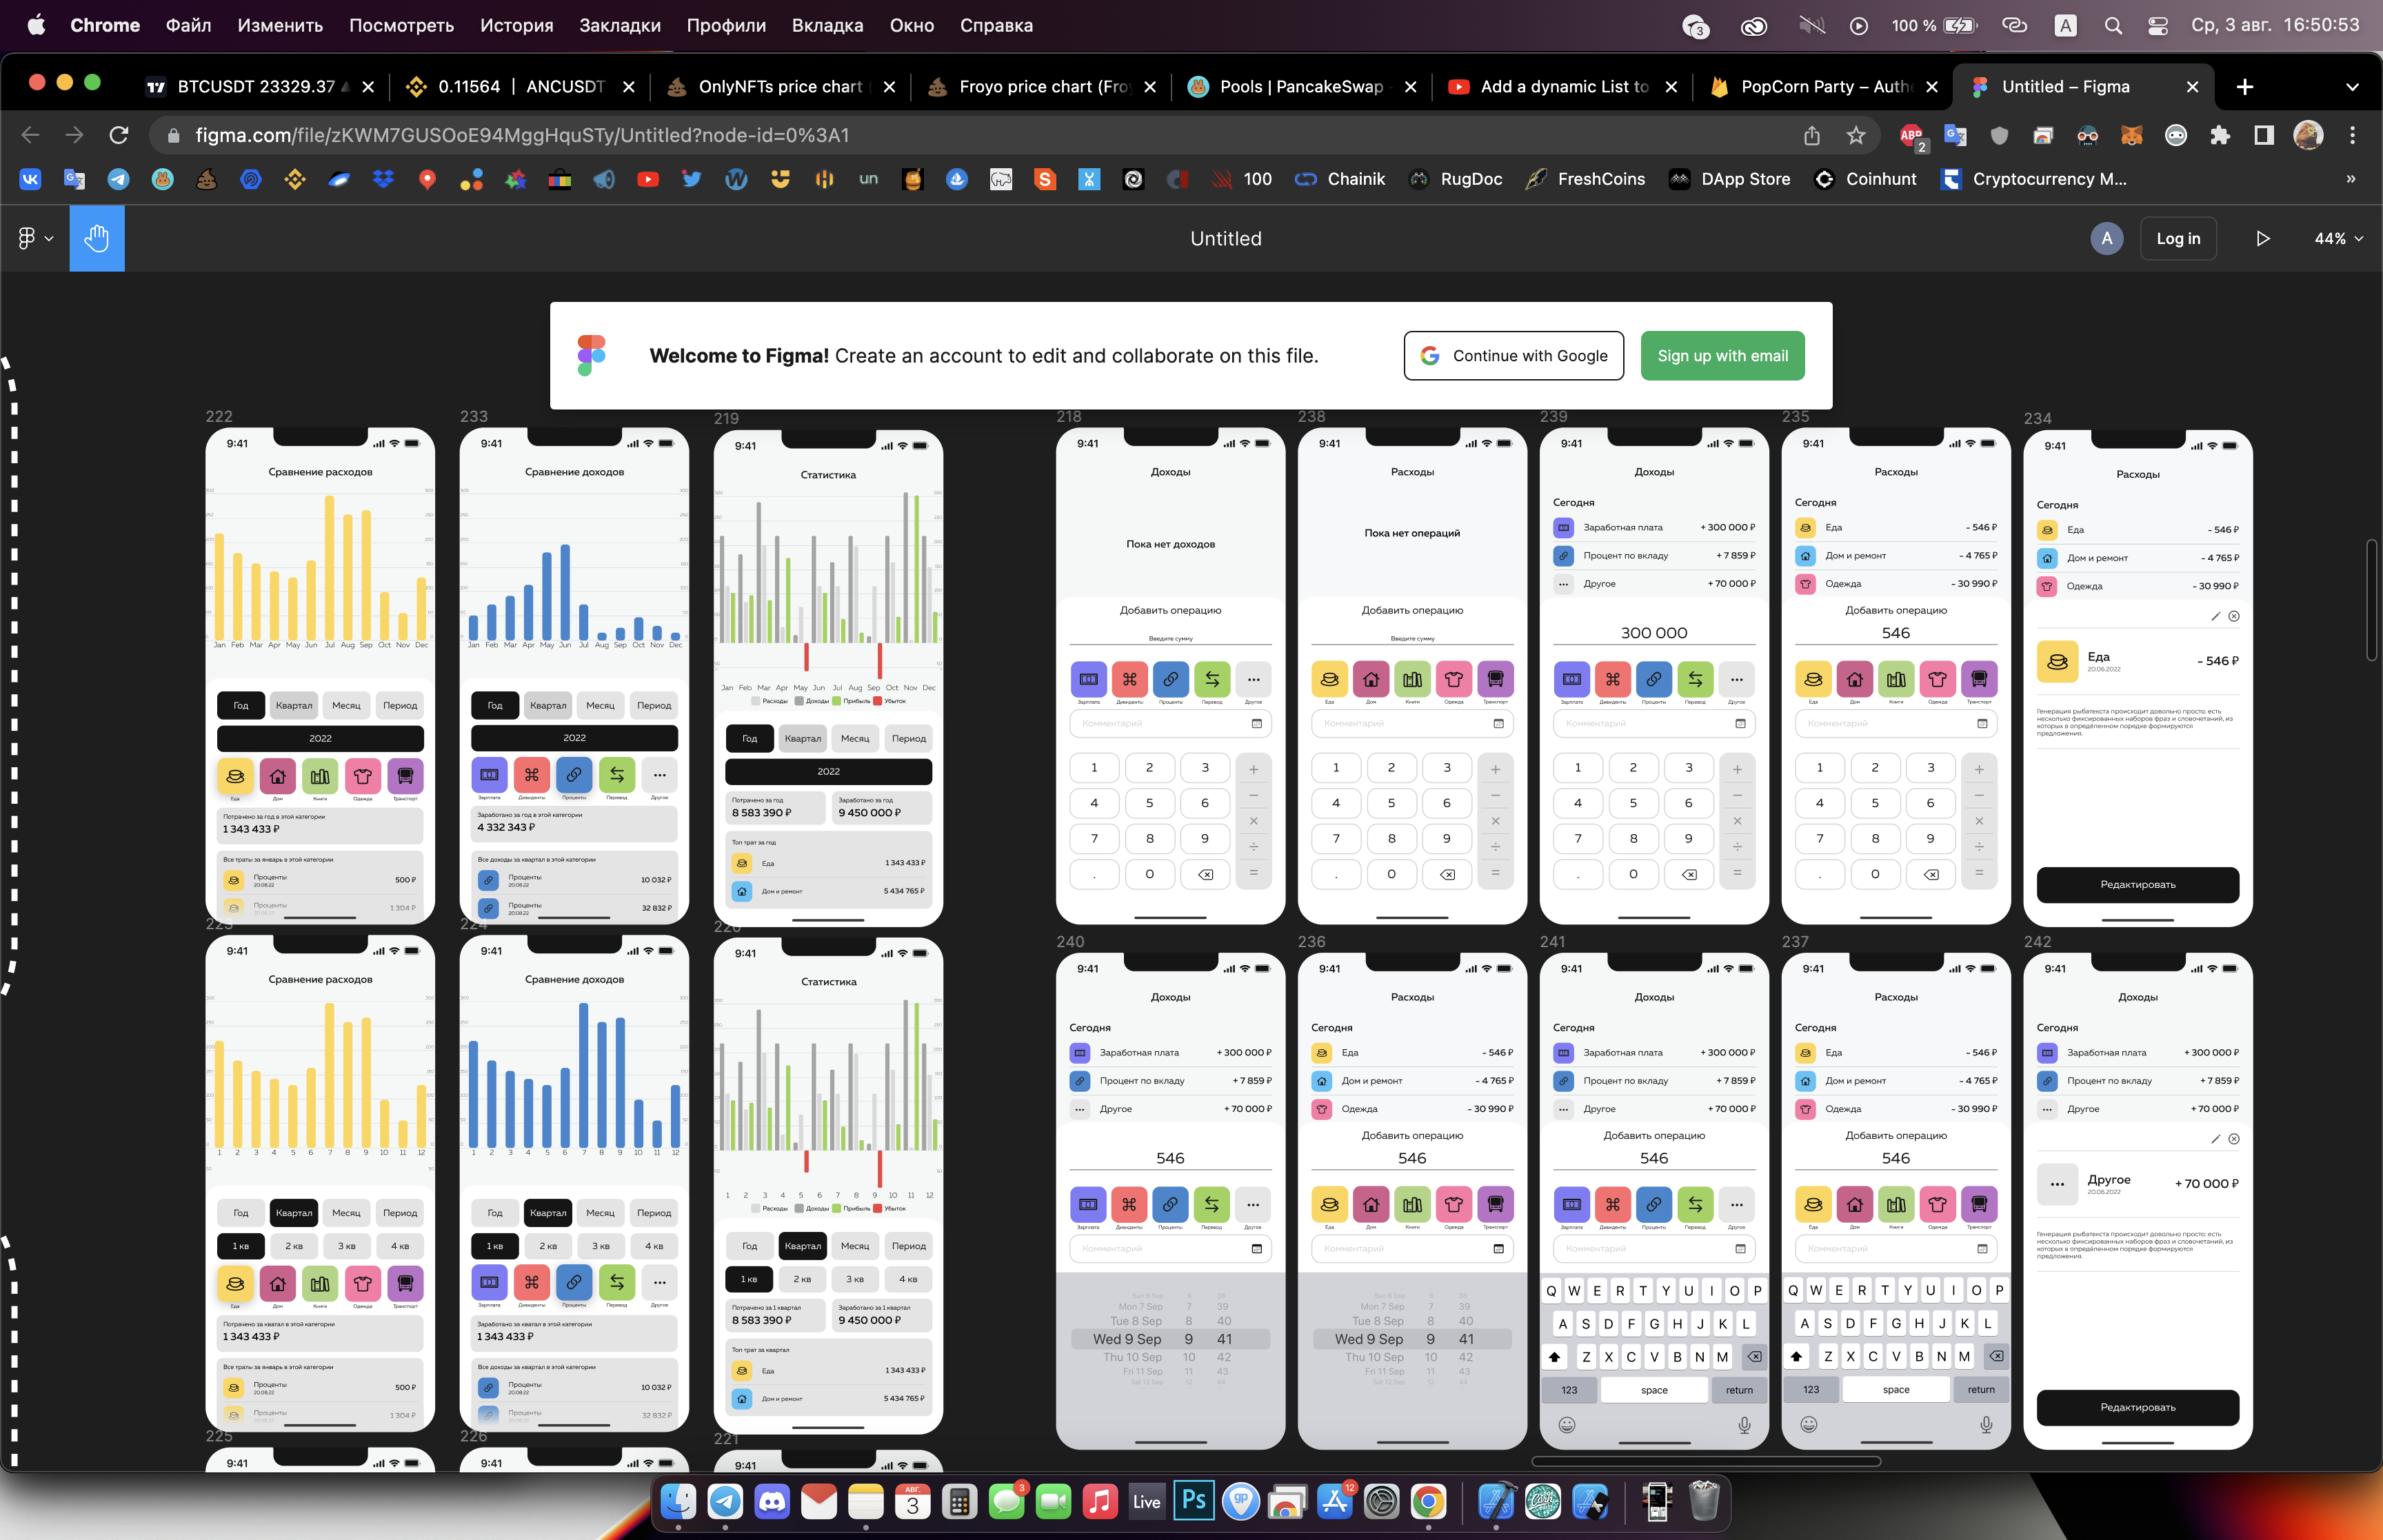 Chrome Файл Изменить Посмотреть История Закладки Профили Вкладка Окно Справка
3 100 % A Ср, 3 авг. 16:50:53
BTCUSDT 23329.37
0.11564 | ANCUSDT
OnlyNFTs price chart
Froyo price chart (Froy
Pools | PancakeSwap
Add a dynamic List to
PopCorn Party – Authe
Untitled – Figma
figma.com/file/zKWM7GUSOoE94MggHquSTy/Untitled?node-id=0%3A1
ABP 2
100 Chainik RugDoc FreshCoins DApp Store Coinhunt Cryptocurrency M...
Untitled
A Log in 44%
Welcome to Figma! Create an account to edit and collaborate on this file.
Continue with Google
Sign up with email
222
9:41
Сравнение расходов
Jan Feb Mar Apr May Jun Jul Aug Sep Oct Nov Dec
Год Квартал Месяц Период
2022
Еда Дом Книги Одежда Транспорт
Потрачено за год в этой категории
1 343 433 ₽
Все траты за январь в этой категории
Проценты 500 ₽
20.08.22
Проценты 1 304 ₽
233
9:41
Сравнение доходов
Jan Feb Mar Apr May Jun Jul Aug Sep Oct Nov Dec
Год Квартал Месяц Период
2022
Зарплата Дивиденты Проценты Перевод Другое
Заработано за год в этой категории
4 332 343 ₽
Все доходы за квартал в этой категории
Проценты 10 032 ₽
20.08.22
Проценты 32 832 ₽
20.08.22
219
9:41
Статистика
Jan Feb Mar Apr May Jun Jul Aug Sep Oct Nov Dec
Расходы Доходы Прибыль Убыток
Год Квартал Месяц Период
2022
Потрачено за год Заработано за год
8 583 390 ₽ 9 450 000 ₽
Топ трат за год
Еда 1 343 433 ₽
Дом и ремонт 5 434 765 ₽
218
9:41
Доходы
Пока нет доходов
Добавить операцию
Введите сумму
Зарплата Дивиденты Проценты Перевод Другое
Комментарий
1 2 3 +
4 5 6 −
7 8 9 ×
. 0 ÷ =
238
9:41
Расходы
Пока нет операций
Добавить операцию
Введите сумму
Еда Дом Книги Одежда Транспорт
Комментарий
1 2 3 +
4 5 6 −
7 8 9 ×
. 0 ÷ =
239
9:41
Доходы
Сегодня
Заработная плата + 300 000 ₽
Процент по вкладу + 7 859 ₽
Другое + 70 000 ₽
Добавить операцию
300 000
Зарплата Дивиденты Проценты Перевод Другое
Комментарий
1 2 3 +
4 5 6 −
7 8 9 ×
. 0 ÷ =
235
9:41
Расходы
Сегодня
Еда - 546 ₽
Дом и ремонт - 4 765 ₽
Одежда - 30 990 ₽
Добавить операцию
546
Еда Дом Книги Одежда Транспорт
Комментарий
1 2 3 +
4 5 6 −
7 8 9 ×
. 0 ÷ =
234
9:41
Расходы
Сегодня
Еда - 546 ₽
Дом и ремонт - 4 765 ₽
Одежда - 30 990 ₽
Еда - 546 ₽
20.06.2022
Генерация рыбатекста происходит довольно просто: есть
несколько фиксированных наборов фраз и словочетаний, из
которых в опредёленном порядке формируются
предложения.
Редактировать
223
9:41
Сравнение расходов
1 2 3 4 5 6 7 8 9 10 11 12
Год Квартал Месяц Период
1 кв 2 кв 3 кв 4 кв
Еда Дом Книги Одежда Транспорт
Потрачено за кватал в этой категории
1 343 433 ₽
Все траты за январь в этой категории
Проценты 500 ₽
20.08.22
Проценты 1 304 ₽
224
9:41
Сравнение доходов
1 2 3 4 5 6 7 8 9 10 11 12
Год Квартал Месяц Период
1 кв 2 кв 3 кв 4 кв
Зарплата Дивиденты Проценты Перевод Другое
Заработано за кватал в этой категории
1 343 433 ₽
Все доходы за квартал в этой категории
Проценты 10 032 ₽
20.08.22
Проценты 32 832 ₽
220
9:41
Статистика
1 2 3 4 5 6 7 8 9 10 11 12
Расходы Доходы Прибыль Убыток
Год Квартал Месяц Период
1 кв 2 кв 3 кв 4 кв
Потрачено за 1 квартал Заработано за 1 квартал
8 583 390 ₽ 9 450 000 ₽
Топ трат за квартал
Еда 1 343 433 ₽
Дом и ремонт 5 434 765 ₽
240
9:41
Доходы
Сегодня
Заработная плата + 300 000 ₽
Процент по вкладу + 7 859 ₽
Другое + 70 000 ₽
Добавить операцию
546
Зарплата Дивиденты Проценты Перевод Другое
Комментарий
Sun 6 Sep 6 38
Mon 7 Sep 7 39
Tue 8 Sep 8 40
Wed 9 Sep 9 41
Thu 10 Sep 10 42
Fri 11 Sep 11 43
Sat 12 Sep 12 44
236
9:41
Расходы
Сегодня
Еда - 546 ₽
Дом и ремонт - 4 765 ₽
Одежда - 30 990 ₽
Добавить операцию
546
Еда Дом Книги Одежда Транспорт
Комментарий
Sun 6 Sep 6 38
Mon 7 Sep 7 39
Tue 8 Sep 8 40
Wed 9 Sep 9 41
Thu 10 Sep 10 42
Fri 11 Sep 11 43
Sat 12 Sep 12 44
241
9:41
Доходы
Сегодня
Заработная плата + 300 000 ₽
Процент по вкладу + 7 859 ₽
Другое + 70 000 ₽
Добавить операцию
546
Зарплата Дивиденты Проценты Перевод Другое
Комментарий
Q W E R T Y U I O P
A S D F G H J K L
Z X C V B N M
123 space return
237
9:41
Расходы
Сегодня
Еда - 546 ₽
Дом и ремонт - 4 765 ₽
Одежда - 30 990 ₽
Добавить операцию
546
Еда Дом Книги Одежда Транспорт
Комментарий
Q W E R T Y U I O P
A S D F G H J K L
Z X C V B N M
123 space return
242
9:41
Доходы
Сегодня
Заработная плата + 300 000 ₽
Процент по вкладу + 7 859 ₽
Другое + 70 000 ₽
Другое + 70 000 ₽
20.06.2022
Генерация рыбатекста происходит довольно просто: есть
несколько фиксированных наборов фраз и словочетаний, из
которых в опредёленном порядке формируются
предложения.
Редактировать
225
9:41
226
9:41
221
9:41
АВГ. 3 3 Live Ps gp 12